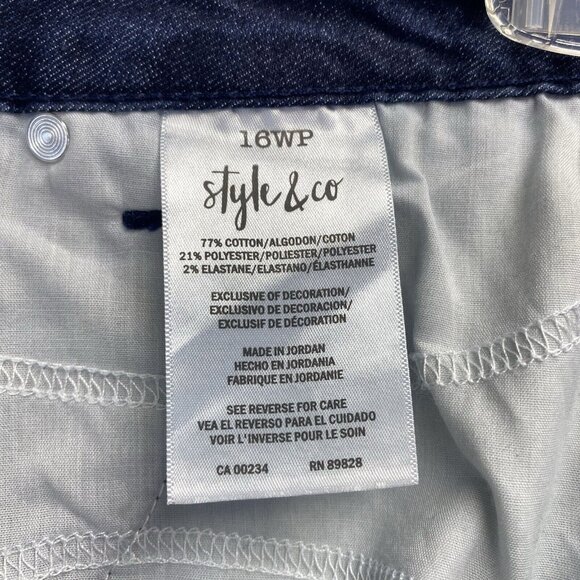 16WP
style & co
77% COTTON/ALGODON/COTON
21% POLYESTER/POLIESTER/POLYESTER
2% ELASTANE/ELASTANO/ÉLASTHANNE
EXCLUSIVE OF DECORATION/
EXCLUSIVO DE DECORACION/
EXCLUSIF DE DÉCORATION
MADE IN JORDAN
HECHO EN JORDANIA
FABRIQUE EN JORDANIE
SEE REVERSE FOR CARE
VEA EL REVERSO PARA EL CUIDADO
VOIR L'INVERSE POUR LE SOIN
CA 00234 RN 89828